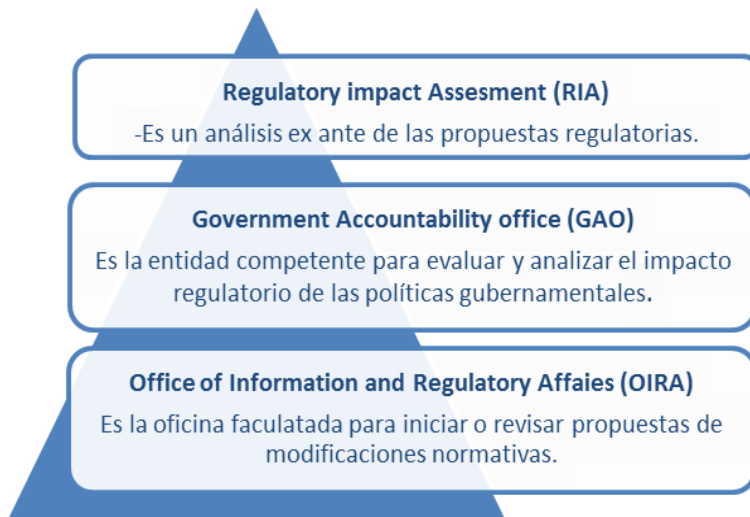 Regulatory impact Assesment (RIA)
-Es un análisis ex ante de las propuestas regulatorias.
Government Accountability office (GAO)
Es la entidad competente para evaluar y analizar el impacto
regulatorio de las políticas gubernamentales.
Office of Information and Regulatory Affaies (OIRA)
Es la oficina faculatada para iniciar o revisar propuestas de
modificaciones normativas.